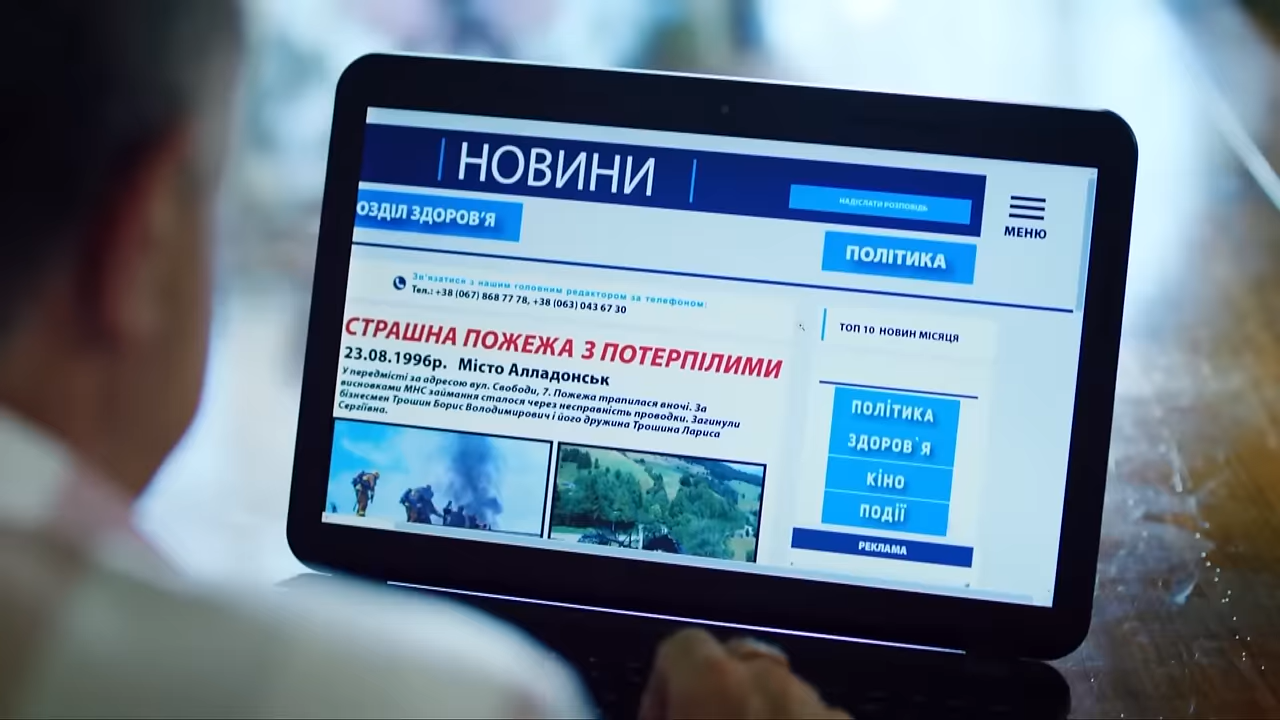 НОВИНИ
НАДІСЛАТИ РОЗПОВІДЬ
МЕНЮ
ОЗДІЛ ЗДОРОВ'Я
ПОЛІТИКА
Зв'язатися з нашим головним редактором за телефоном:
Тел.: +38 (067) 868 77 78, +38 (063) 043 67 30
СТРАШНА ПОЖЕЖА З ПОТЕРПІЛИМИ
23.08.1996р. Місто Алладонськ
У передмісті за адресою вул. Свободи, 7. Пожежа трапилася вночі. За
висновками МНС займання сталося через несправність проводки. Загинули
бізнесмен Трошин Борис Володимирович і його дружина Трошина Лариса
Сергіївна.
ТОП 10 НОВИН МІСЯЦЯ
ПОЛІТИКА
ЗДОРОВ`Я
КІНО
ПОДІЇ
РЕКЛАМА